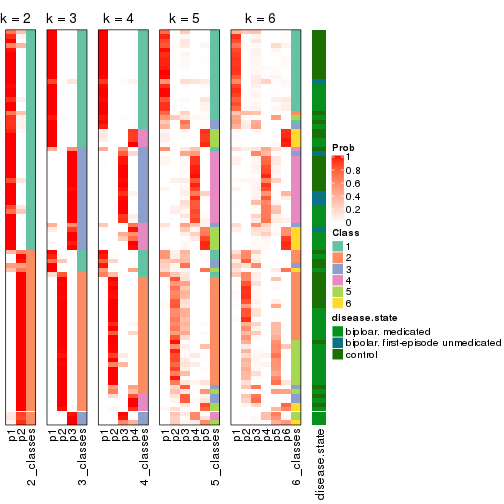 k = 2 k = 3 k = 4 k = 5 k = 6
Prob
1
0.8
0.6
0.4
0.2
0
Class
1
2
3
4
5
6
disease.state
biploar, medicated
bipolar, first-episode unmedicated
control
p1 p2 2_classes p1 p2 p3 3_classes p1 p2 p3 p4 4_classes p1 p2 p3 p4 p5 5_classes p1 p2 p3 p4 p5 p6 6_classes disease.state